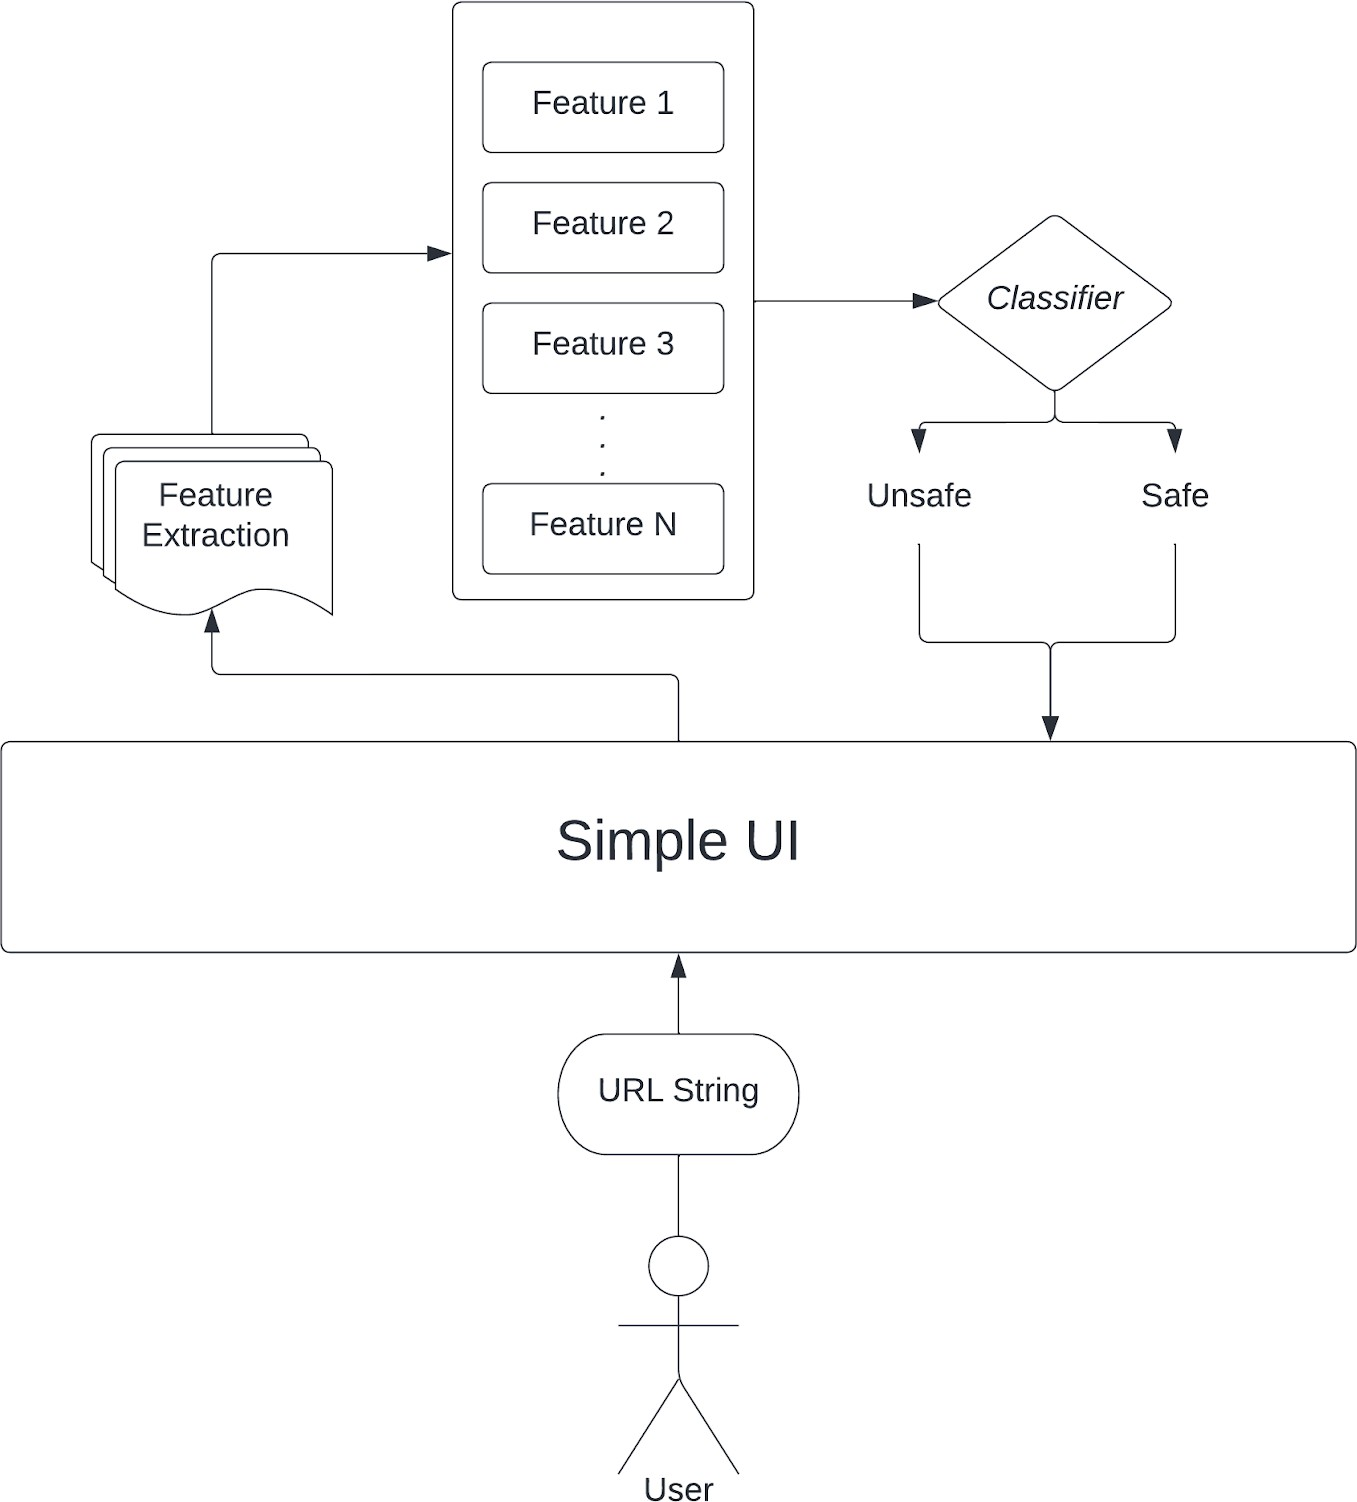 Feature 1
Feature 2
Feature 3
.
.
.
Feature N
Classifier
Unsafe
Safe
Feature
Extraction
Simple UI
URL String
User